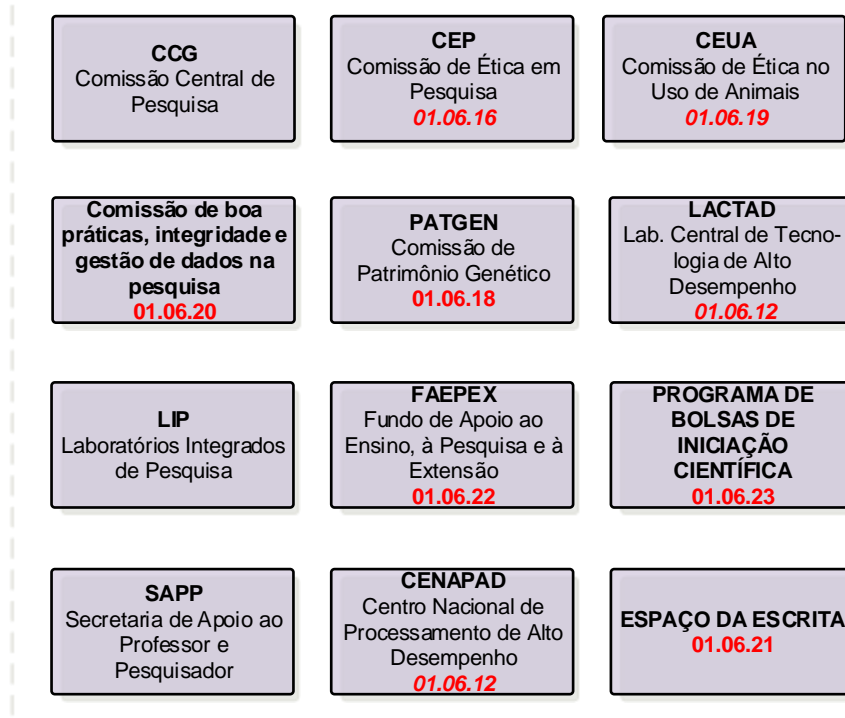 CCG
Comissão Central de
Pesquisa
CEP
Comissão de Ética em
Pesquisa
01.06.16
CEUA
Comissão de Ética no
Uso de Animais
01.06.19
Comissão de boa
práticas, integridade e
gestão de dados na
pesquisa
01.06.20
PATGEN
Comissão de
Patrimônio Genético
01.06.18
LACTAD
Lab. Central de Tecno-
logia de Alto
Desempenho
01.06.12
LIP
Laboratórios Integrados
de Pesquisa
FAEPEX
Fundo de Apoio ao
Ensino, à Pesquisa e à
Extensão
01.06.22
PROGRAMA DE
BOLSAS DE
INICIAÇÃO
CIENTÍFICA
01.06.23
SAPP
Secretaria de Apoio ao
Professor e
Pesquisador
CENAPAD
Centro Nacional de
Processamento de Alto
Desempenho
01.06.12
ESPAÇO DA ESCRITA
01.06.21